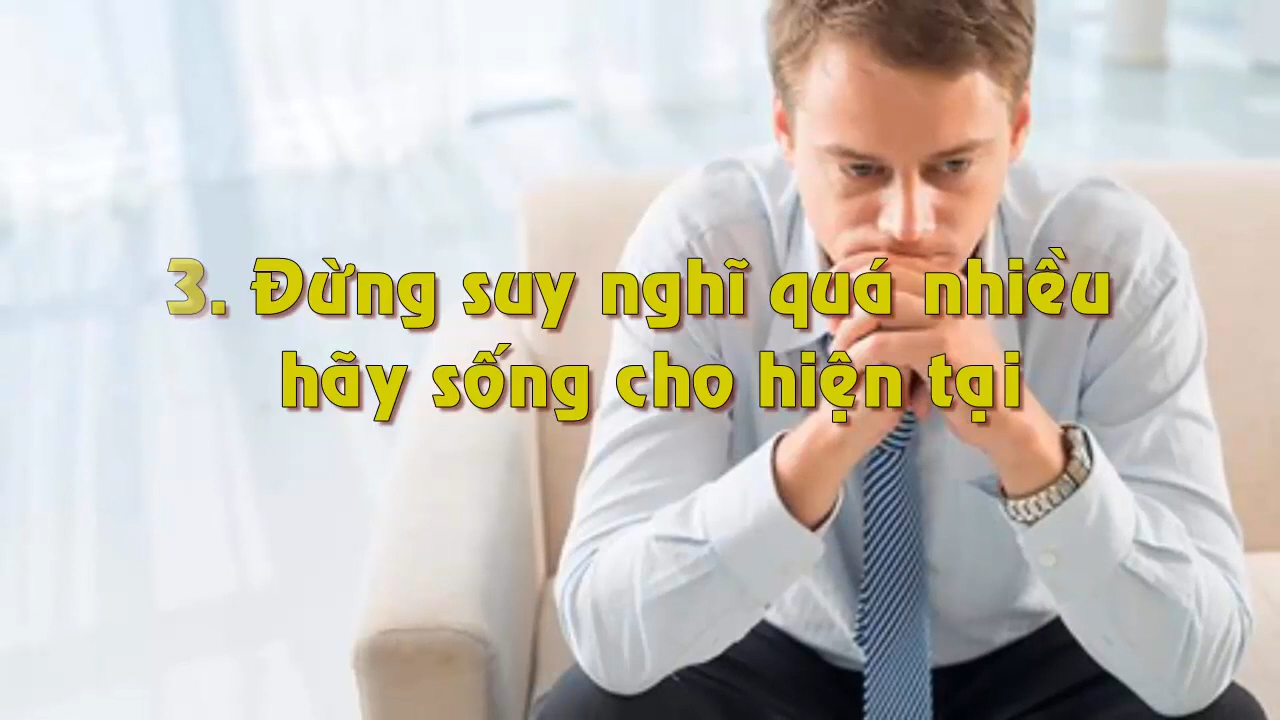 3. Đừng suy nghĩ quá nhiều
hãy sống cho hiện tại